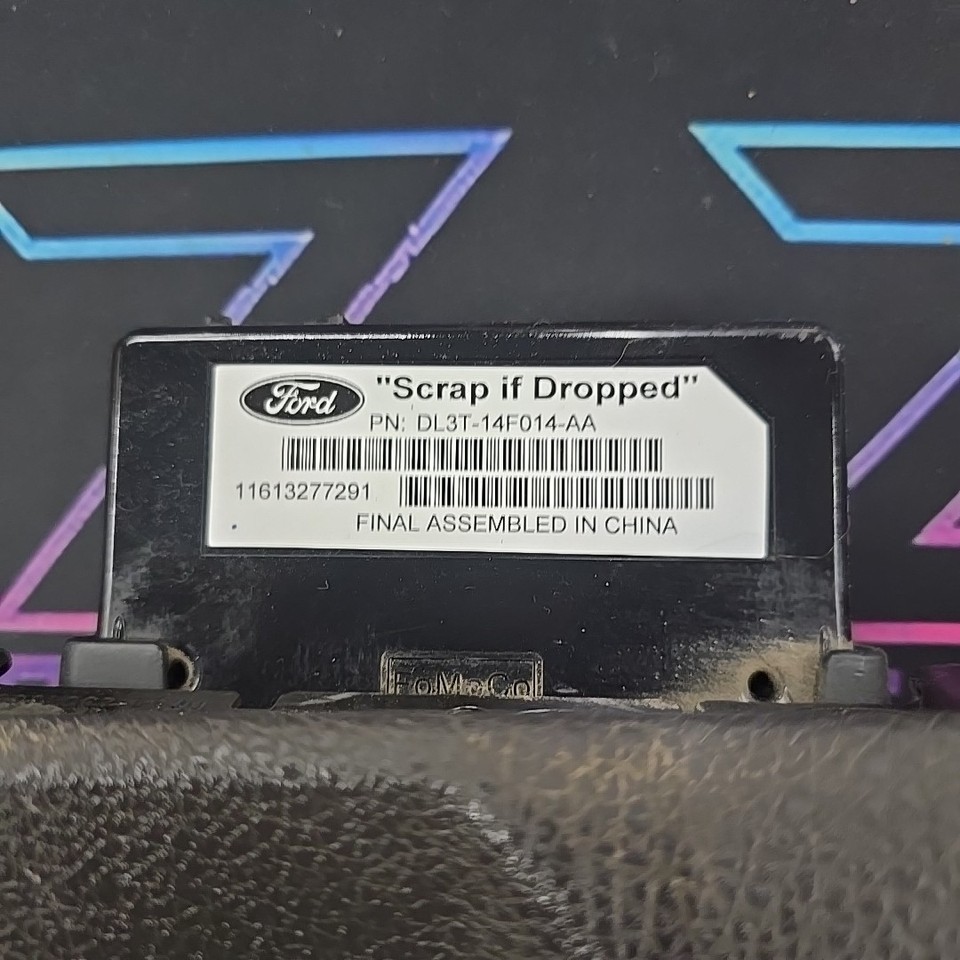 Ford "Scrap if Dropped"
PN: DL3T-14F014-AA
11613277291
FINAL ASSEMBLED IN CHINA
FoMoCo